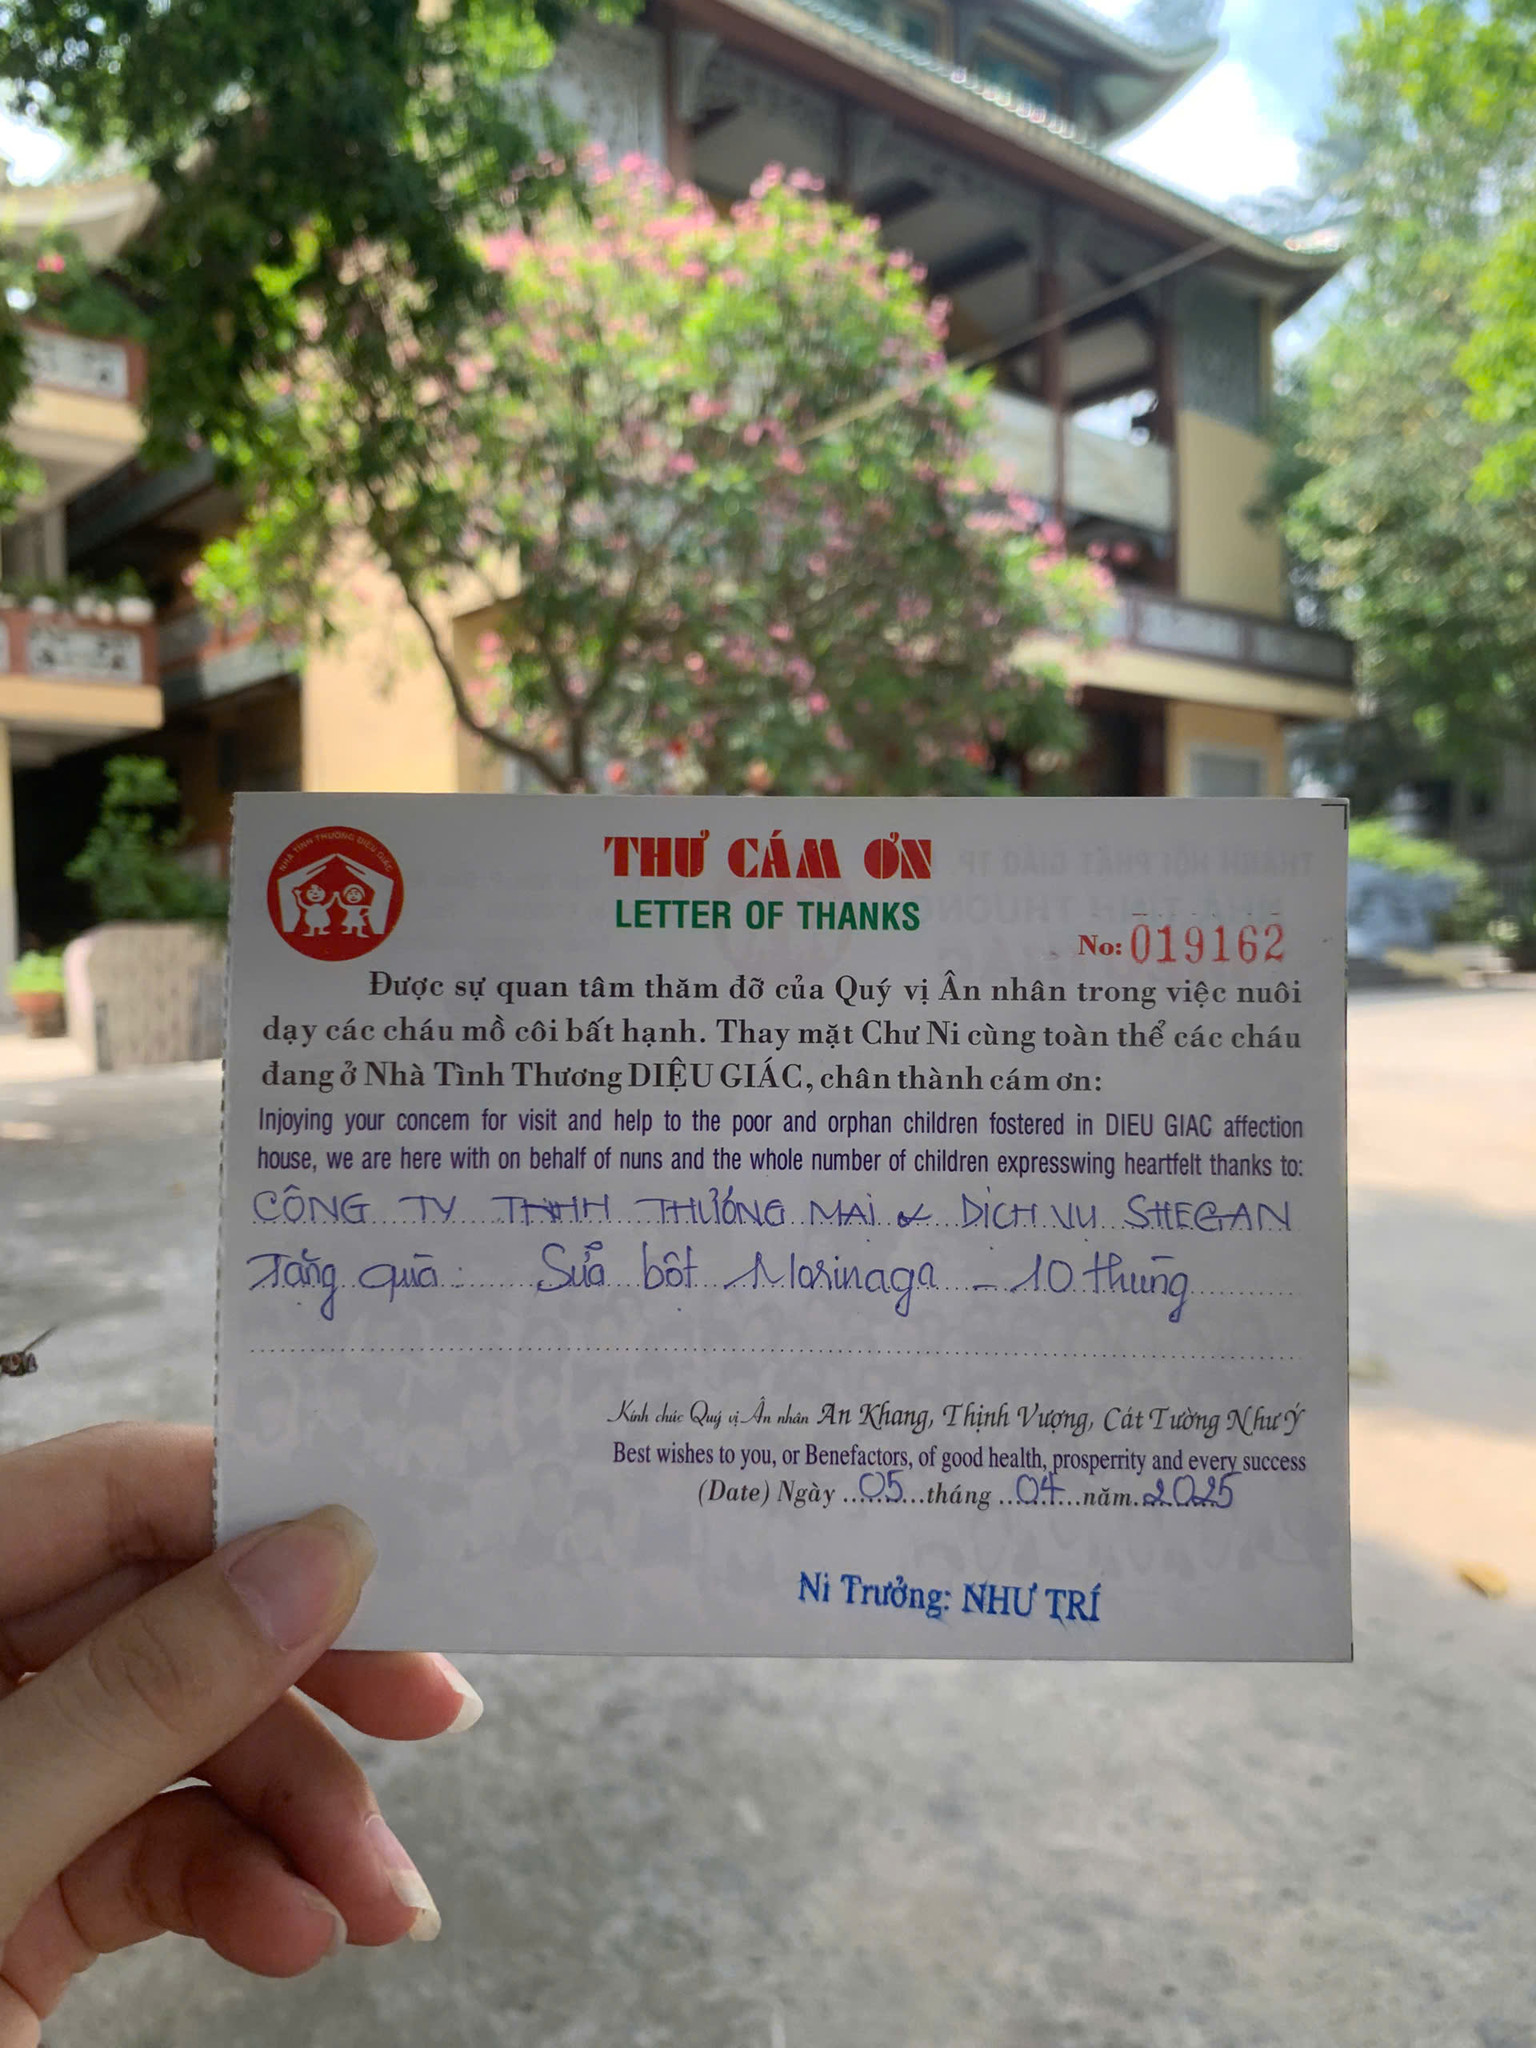 NHÀ TÌNH THƯƠNG DIỆU GIÁC
THƯ CÁM ƠN
LETTER OF THANKS
No: 019162
Được sự quan tâm thăm đỡ của Quý vị Ân nhân trong việc nuôi
dạy các cháu mồ côi bất hạnh. Thay mặt Chư Ni cùng toàn thể các cháu
đang ở Nhà Tình Thương DIỆU GIÁC, chân thành cám ơn:
Injoying your concem for visit and help to the poor and orphan children fostered in DIEU GIAC affection
house, we are here with on behalf of nuns and the whole number of children expresswing heartfelt thanks to:
CÔNG TY TNHH THƯƠNG MẠI & DỊCH VỤ SHEGAN
Tặng quà: Sữa bột Morinaga - 10 thùng
Kính chúc Quý vị Ân nhân An Khang, Thịnh Vượng, Cát Tường Như Ý
Best wishes to you, or Benefactors, of good health, prosperrity and every success
(Date) Ngày 05 tháng 04 năm 2025
Ni Trưởng: NHƯ TRÍ